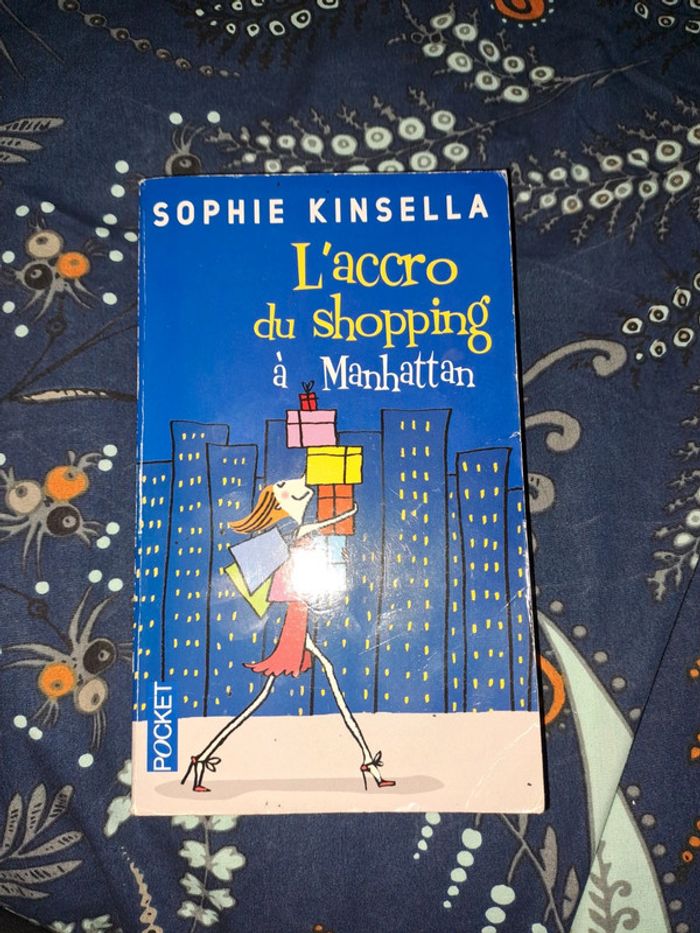 SOPHIE KINSELLA
L'accro
du shopping
à Manhattan
POCKET